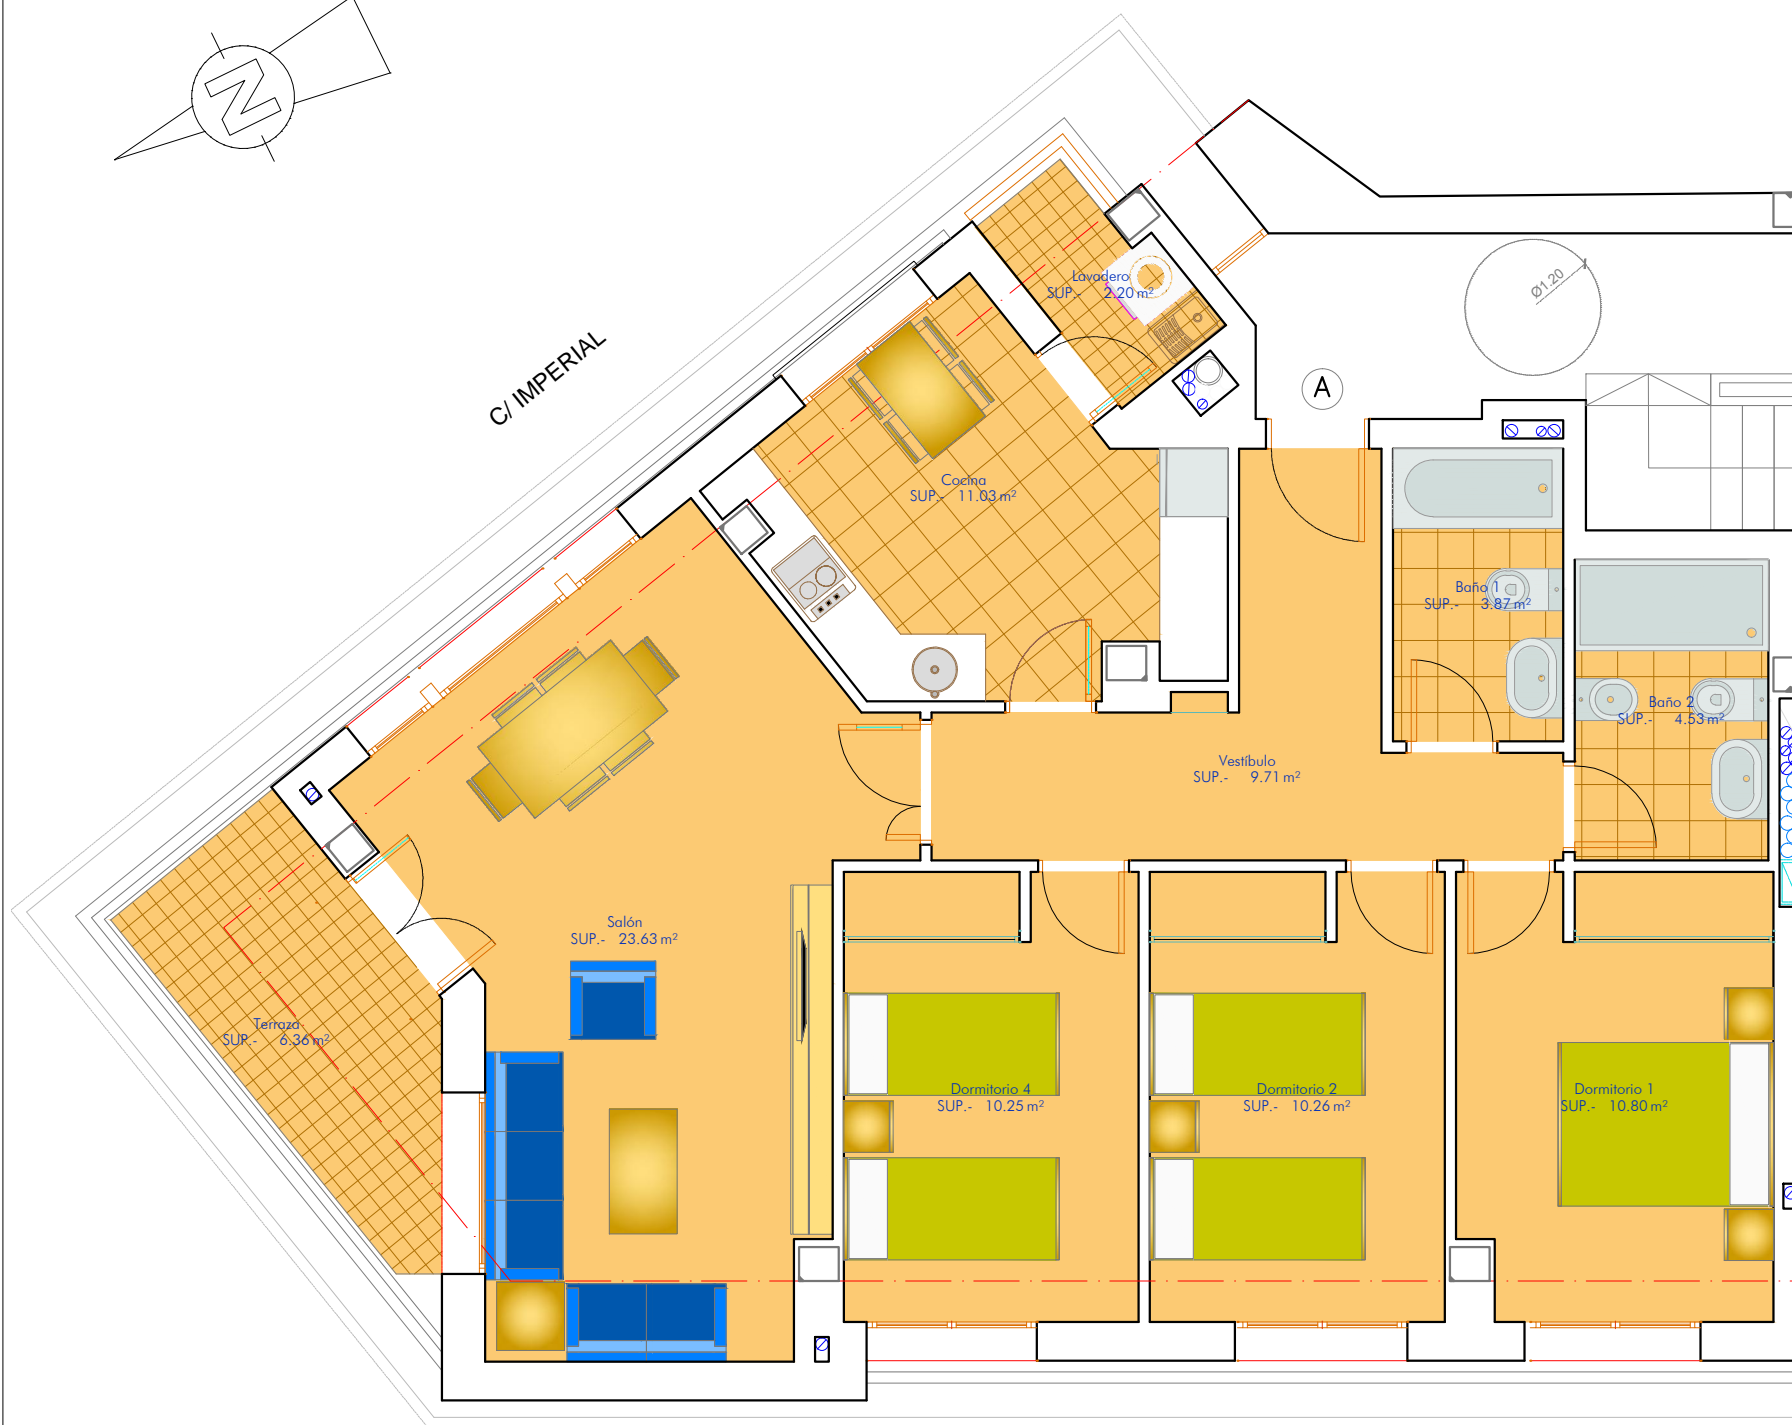 N
C/ IMPERIAL
Lavadero
SUP.- 2.20 m²
Ø1.20
A
Cocina
SUP.- 11.03 m²
Baño 1
SUP.- 3.87 m²
Baño 2
SUP.- 4.53 m²
Vestíbulo
SUP.- 9.71 m²
Salón
SUP.- 23.63 m²
Terraza
SUP.- 6.36 m²
Dormitorio 4
SUP.- 10.25 m²
Dormitorio 2
SUP.- 10.26 m²
Dormitorio 1
SUP.- 10.80 m²